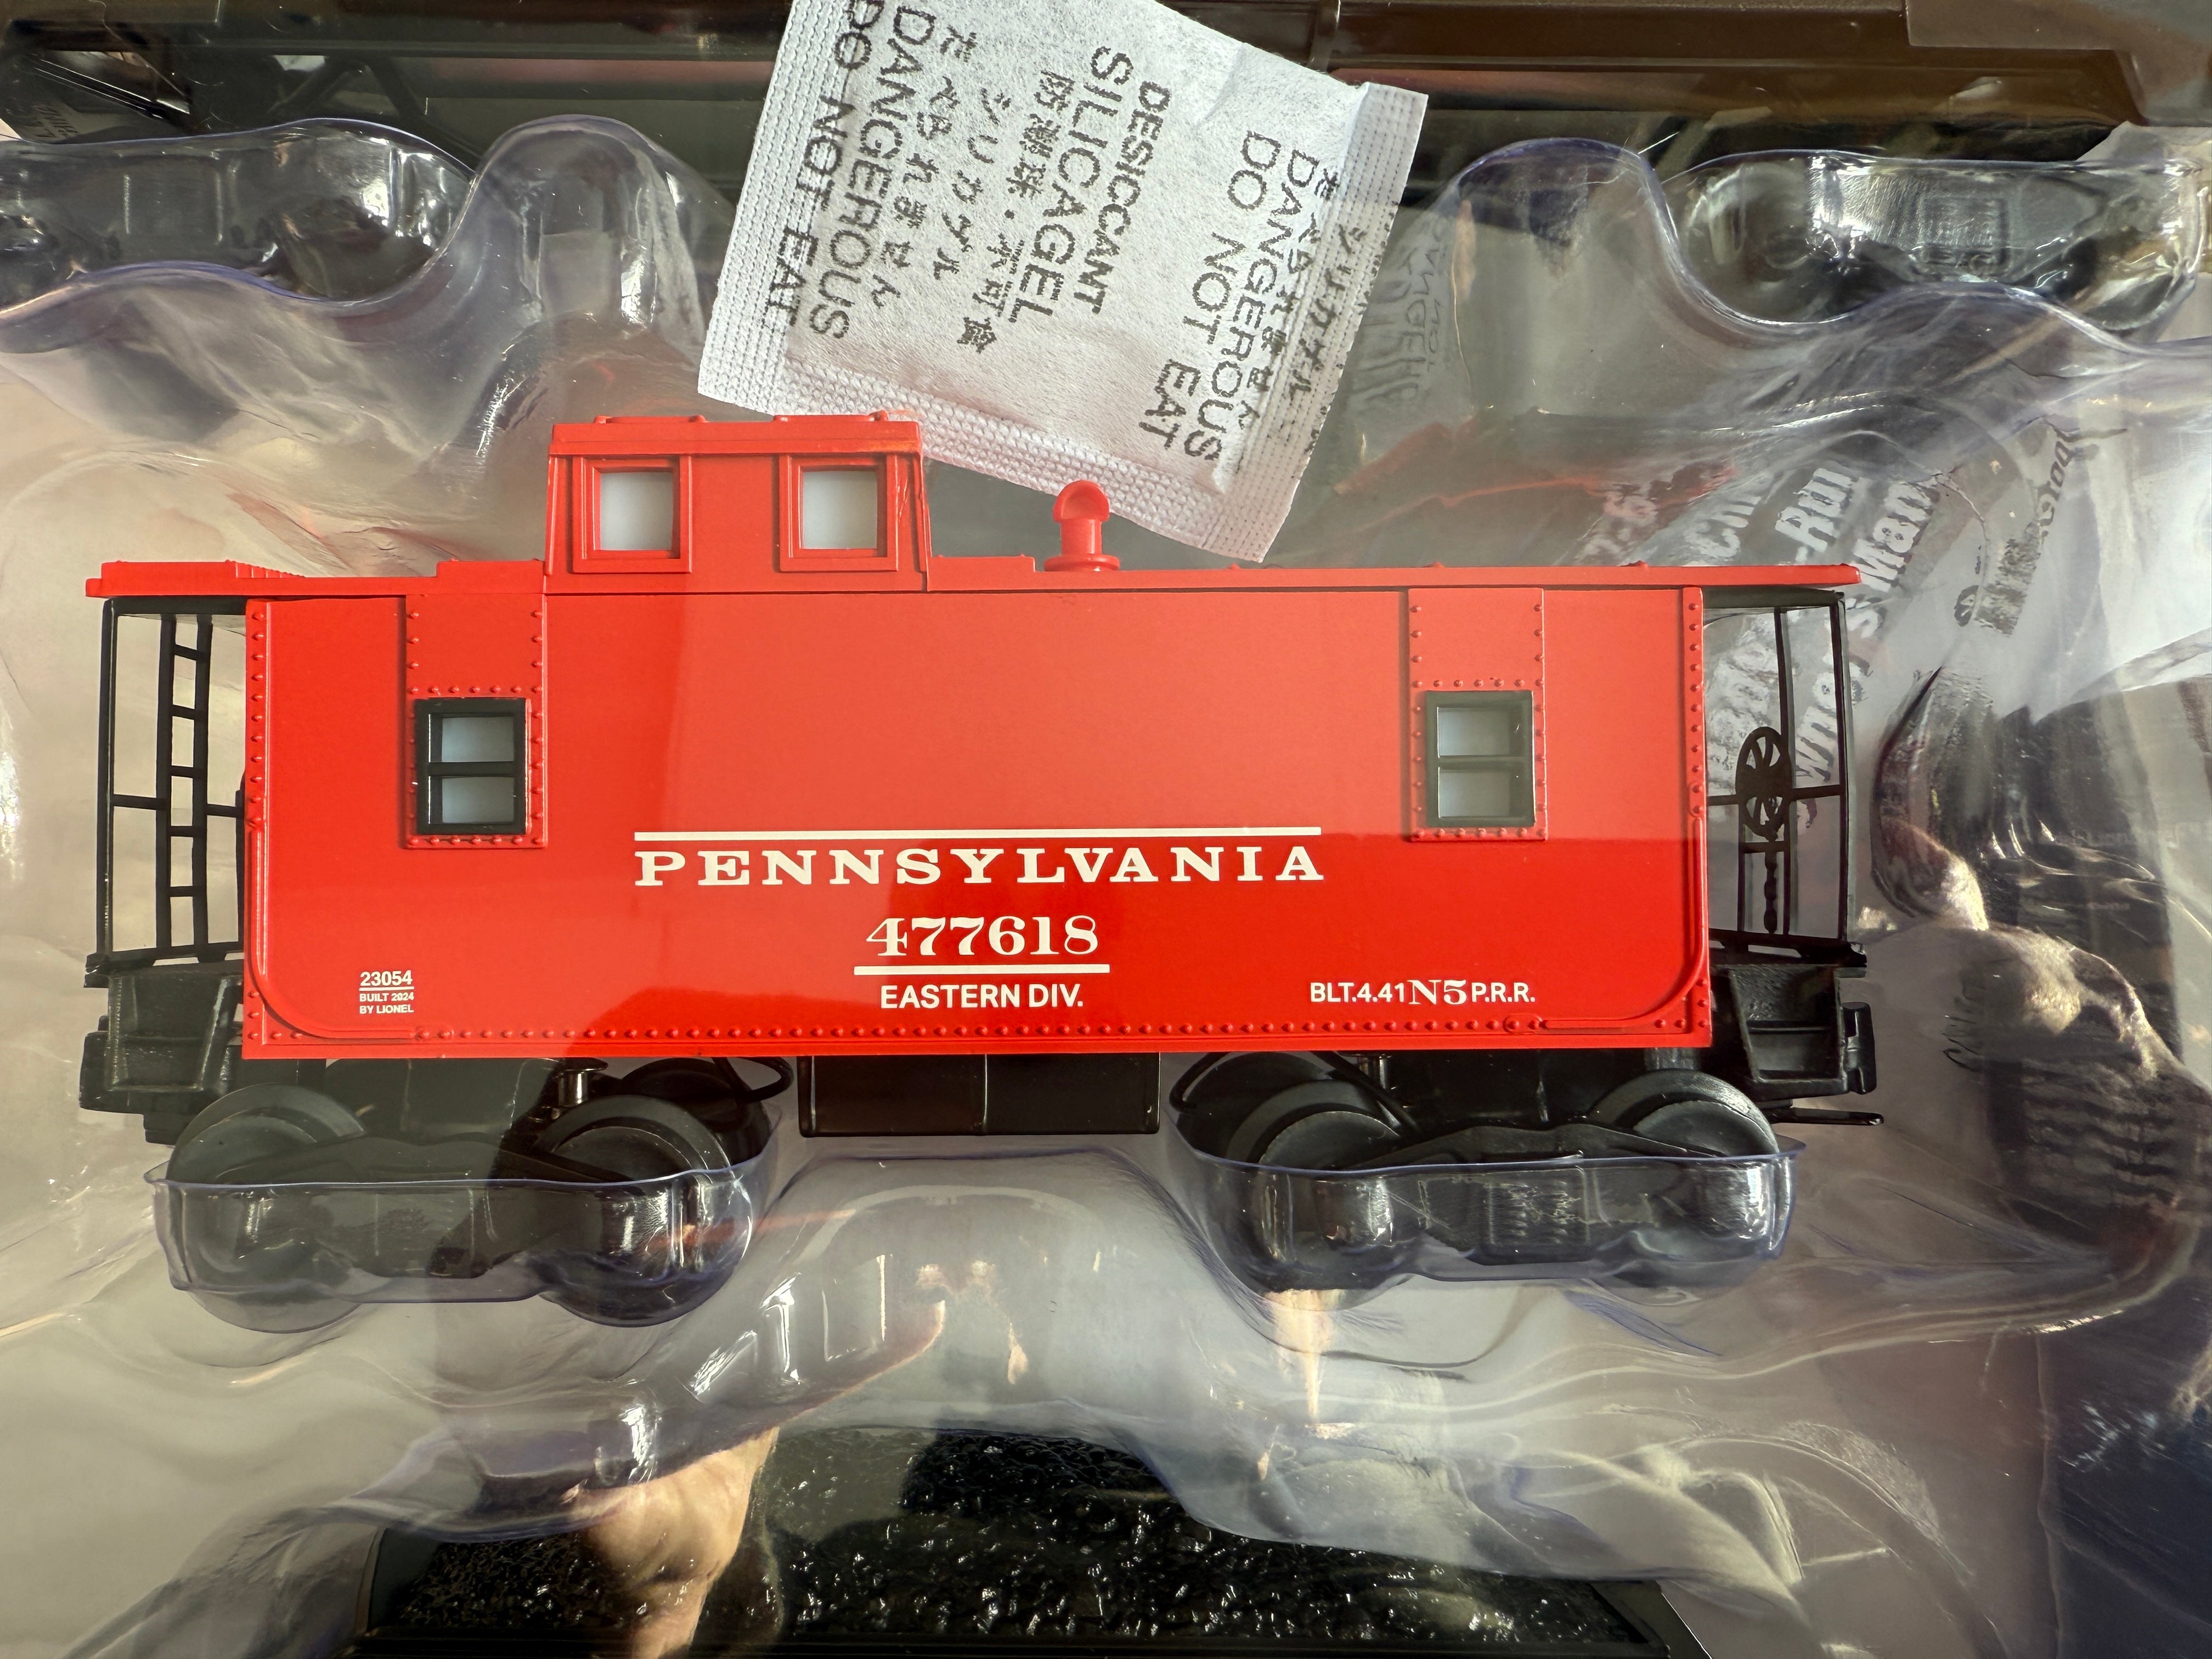 DESICCANT
SILICAGEL
防潮珠・不可食
シリカゲル
たべられません
DANGEROUS
DO NOT EAT
シリカゲル
たべられません
DANGEROUS
DO NOT EAT
PENNSYLVANIA
477618
EASTERN DIV.
23054
BUILT 2024
BY LIONEL
BLT.4.41 N5 P.R.R.